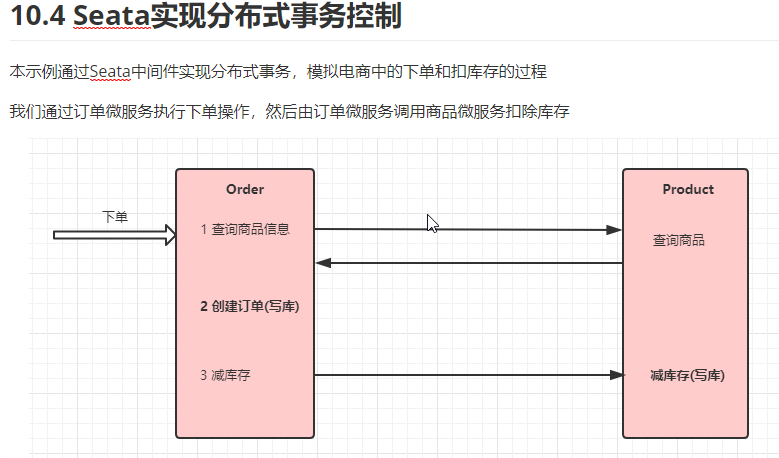 10.4 Seata实现分布式事务控制
本示例通过Seata中间件实现分布式事务，模拟电商中的下单和扣库存的过程
我们通过订单微服务执行下单操作，然后由订单微服务调用商品微服务扣除库存
下单
Order
1 查询商品信息
2 创建订单(写库)
3 减库存
Product
查询商品
减库存(写库)